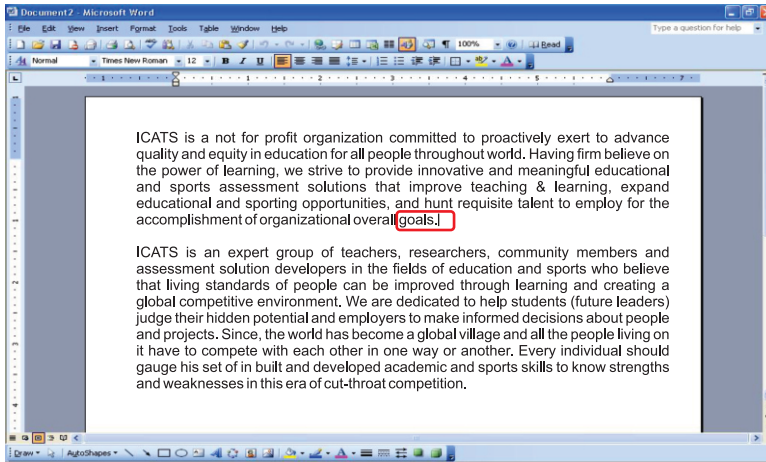 Document2 - Microsoft Word
File Edit View Insert Format Tools Table Window Help Type a question for help
100% Read
Normal Times New Roman 12 B I U
1 2 3 4 5 7
ICATS is a not for profit organization committed to proactively exert to advance
quality and equity in education for all people throughout world. Having firm believe on
the power of learning, we strive to provide innovative and meaningful educational
and sports assessment solutions that improve teaching & learning, expand
educational and sporting opportunities, and hunt requisite talent to employ for the
accomplishment of organizational overall goals.
ICATS is an expert group of teachers, researchers, community members and
assessment solution developers in the fields of education and sports who believe
that living standards of people can be improved through learning and creating a
global competitive environment. We are dedicated to help students (future leaders)
judge their hidden potential and employers to make informed decisions about people
and projects. Since, the world has become a global village and all the people living on
it have to compete with each other in one way or another. Every individual should
gauge his set of in built and developed academic and sports skills to know strengths
and weaknesses in this era of cut-throat competition.
Draw AutoShapes